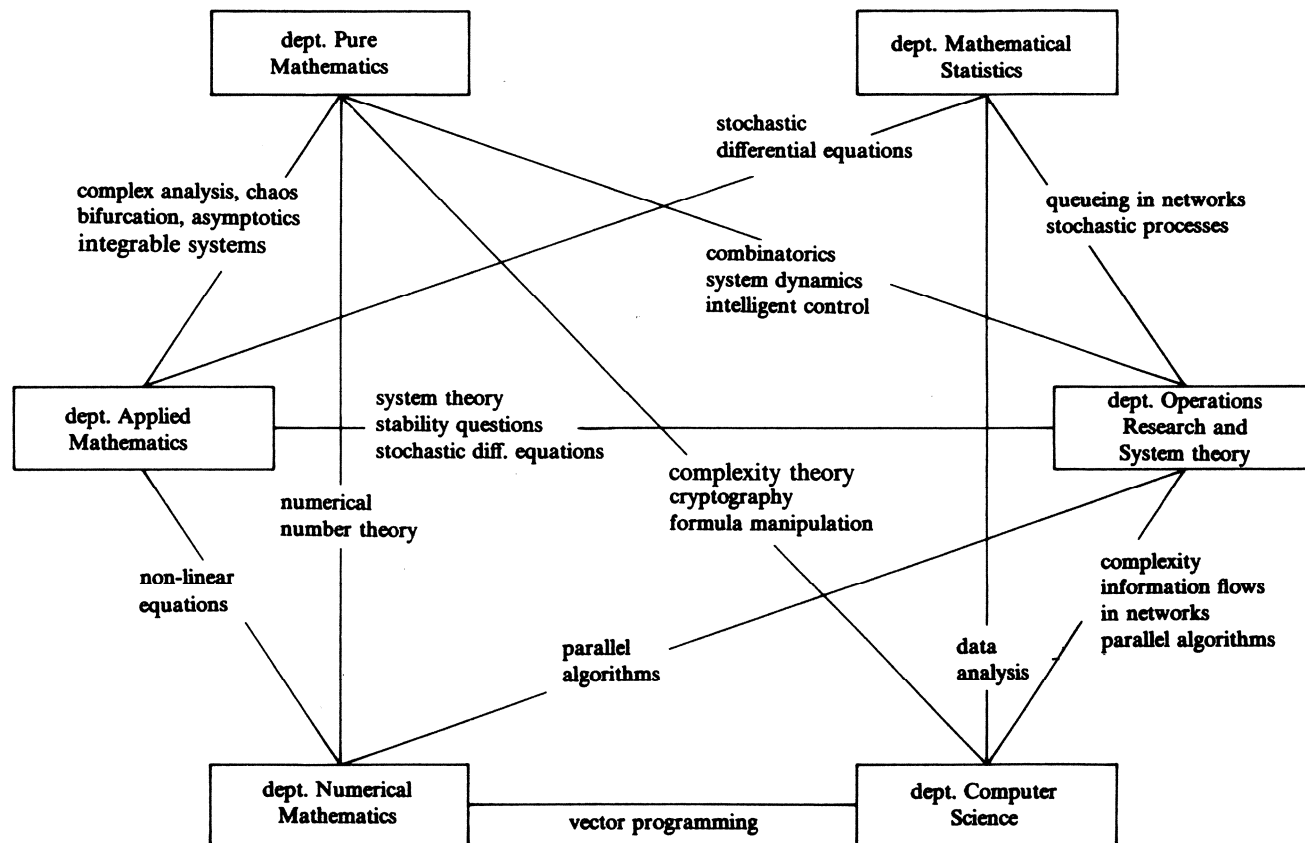 dept. Pure
Mathematics
dept. Mathematical
Statistics
stochastic
differential equations
complex analysis, chaos
bifurcation, asymptotics
integrable systems
queueing in networks
stochastic processes
combinatorics
system dynamics
intelligent control
dept. Applied
Mathematics
system theory
stability questions
stochastic diff. equations
dept. Operations
Research and
System theory
complexity theory
cryptography
formula manipulation
numerical
number theory
non-linear
equations
complexity
information flows
in networks
parallel algorithms
parallel
algorithms
data
analysis
dept. Numerical
Mathematics
vector programming
dept. Computer
Science